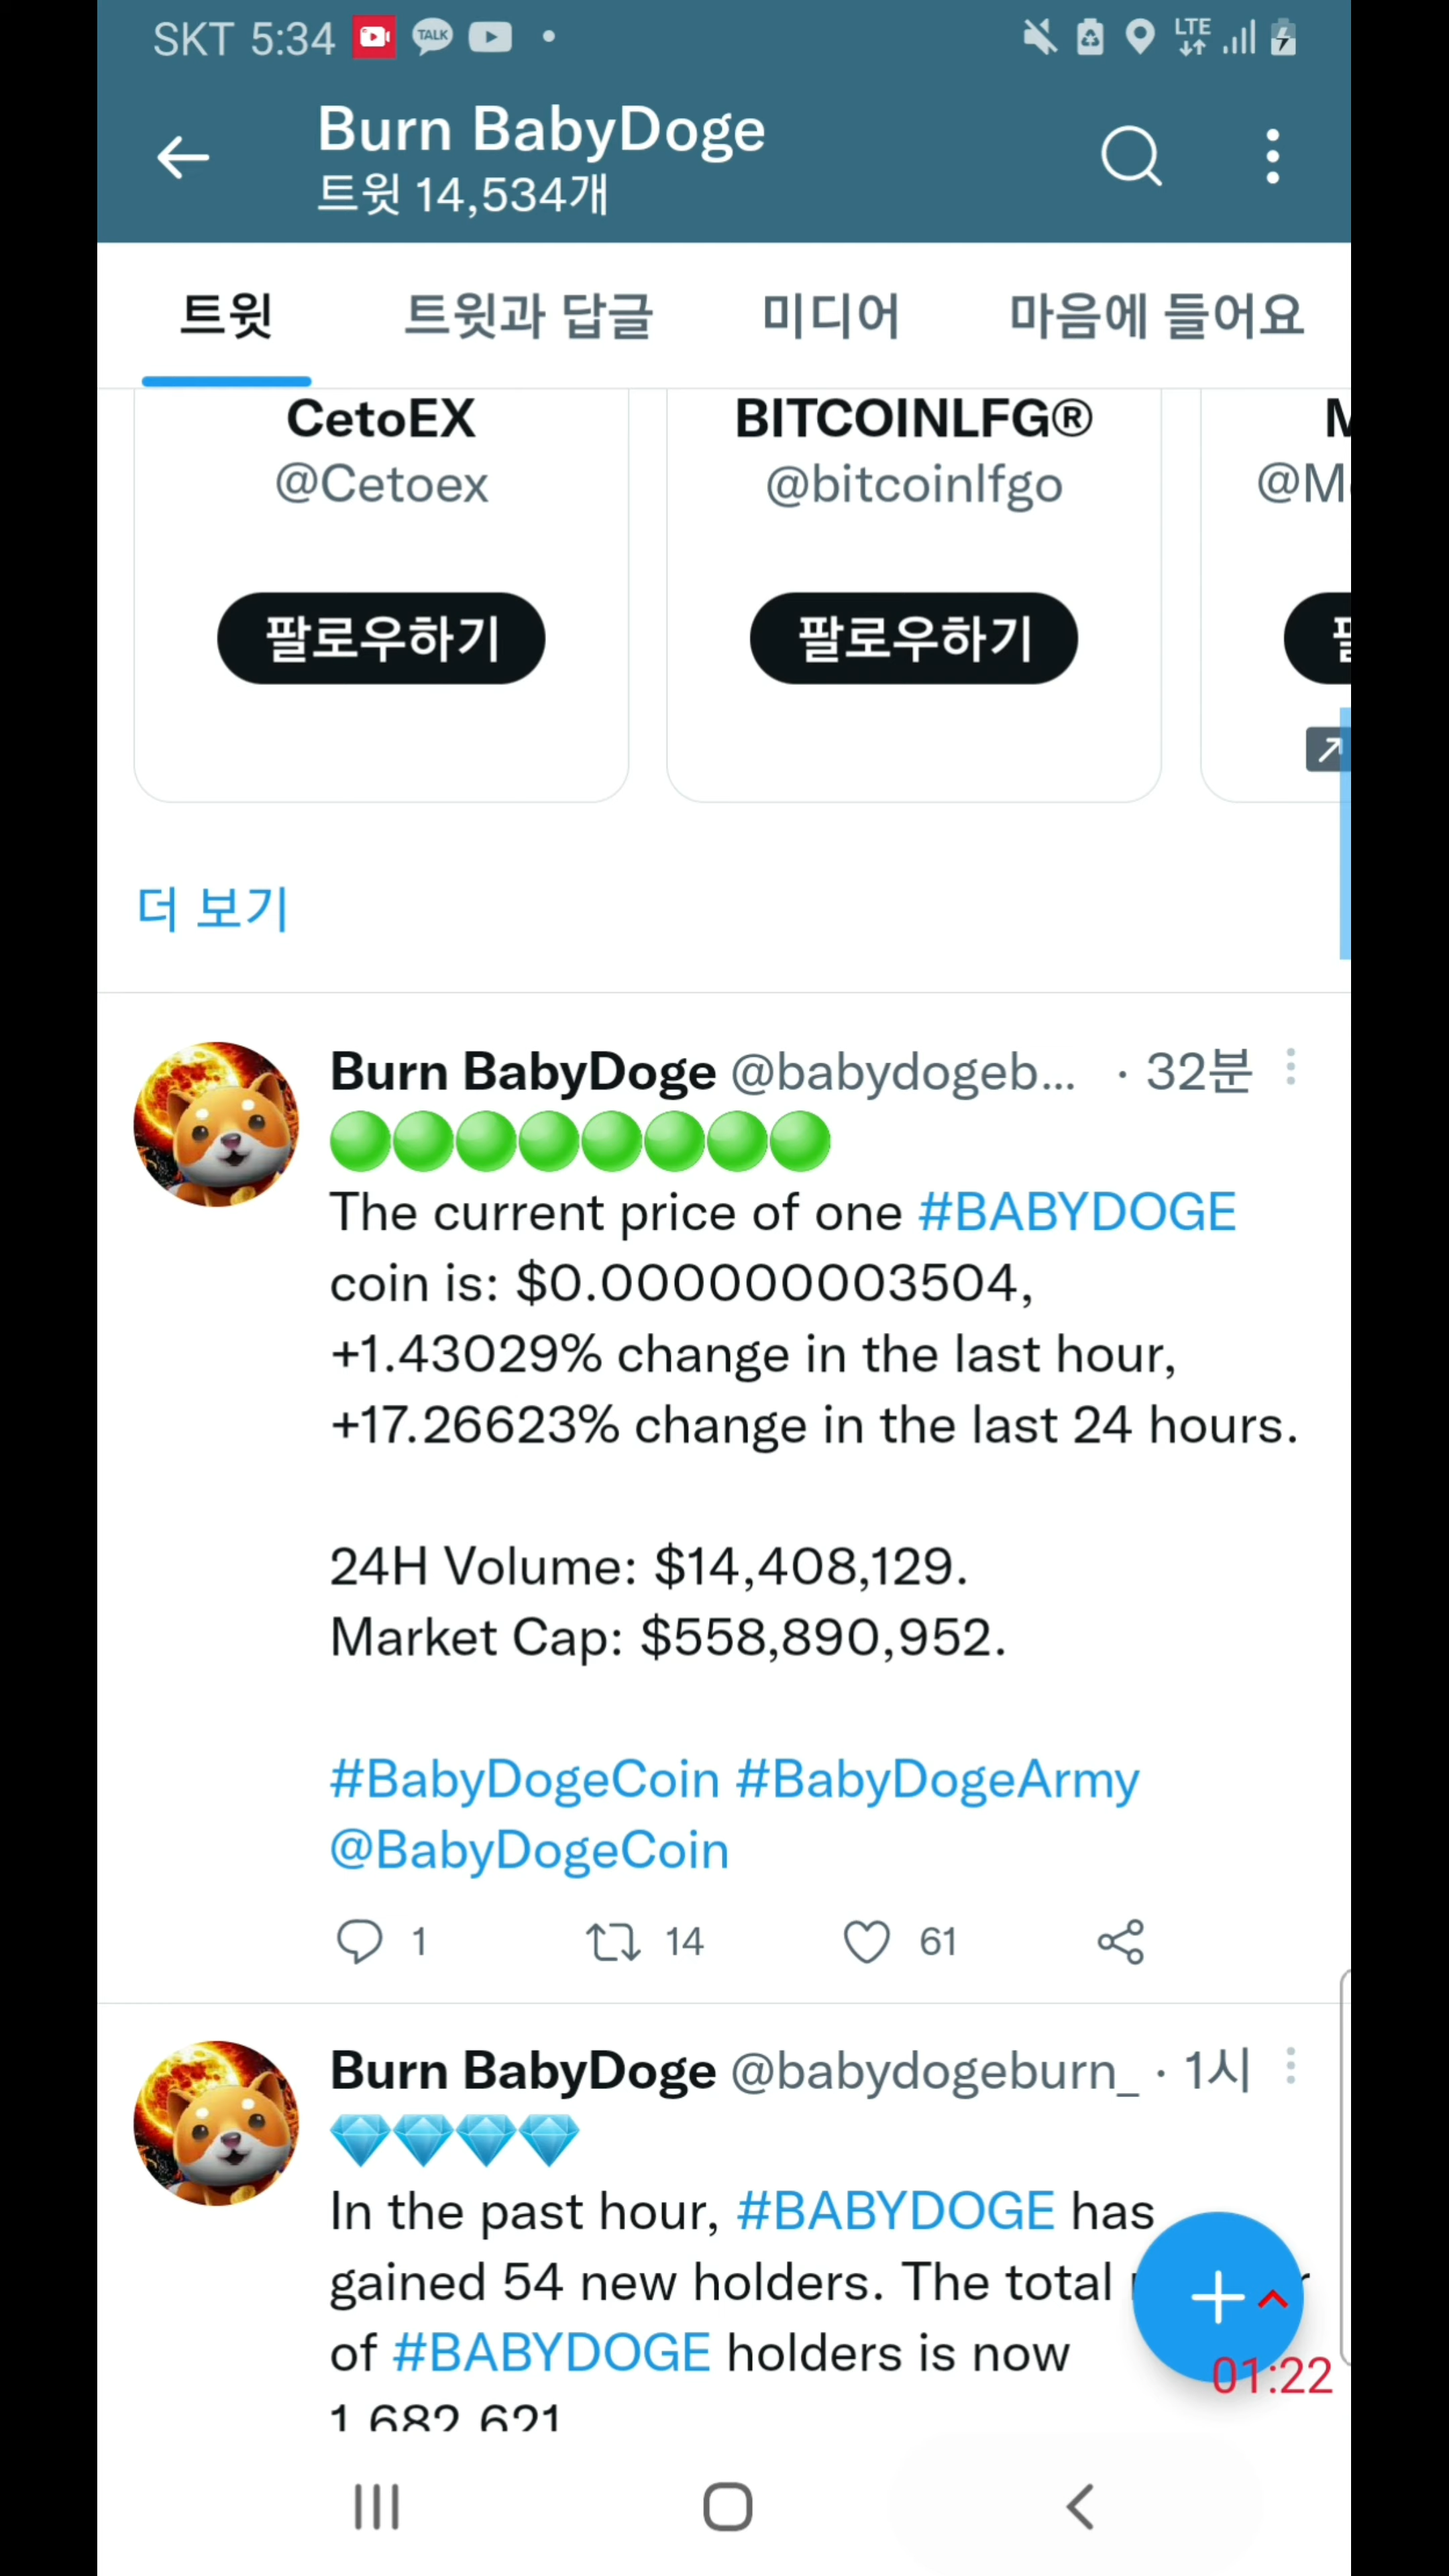 SKT 5:34
TALK
LTE
Burn BabyDoge
트윗 14,534개
트윗 트윗과 답글 미디어 마음에 들어요
CetoEX
@Cetoex
팔로우하기
BITCOINLFG®
@bitcoinlfgo
팔로우하기
더 보기
Burn BabyDoge @babydogeb... · 32분
The current price of one #BABYDOGE
coin is: $0.000000003504,
+1.43029% change in the last hour,
+17.26623% change in the last 24 hours.
24H Volume: $14,408,129.
Market Cap: $558,890,952.
#BabyDogeCoin #BabyDogeArmy
@BabyDogeCoin
1 14 61
Burn BabyDoge @babydogeburn_ · 1시
In the past hour, #BABYDOGE has
gained 54 new holders. The total
of #BABYDOGE holders is now
1,682,621
01:22